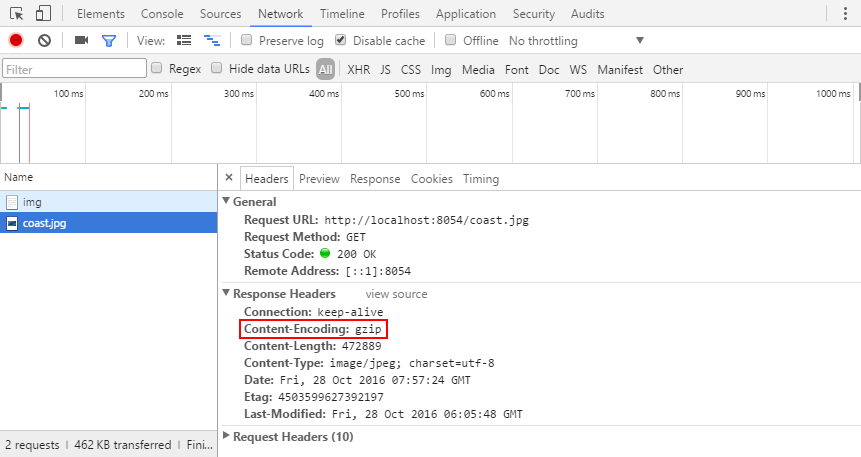 Elements Console Sources Network Timeline Profiles Application Security Audits
View: Preserve log Disable cache Offline No throttling
Filter Regex Hide data URLs All XHR JS CSS Img Media Font Doc WS Manifest Other
100 ms 200 ms 300 ms 400 ms 500 ms 600 ms 700 ms 800 ms 900 ms 1000 ms
Name
img
coast.jpg
× Headers Preview Response Cookies Timing
General
Request URL: http://localhost:8054/coast.jpg
Request Method: GET
Status Code: 200 OK
Remote Address: [::1]:8054
Response Headers view source
Connection: keep-alive
Content-Encoding: gzip
Content-Length: 472889
Content-Type: image/jpeg; charset=utf-8
Date: Fri, 28 Oct 2016 07:57:24 GMT
Etag: 4503599627392197
Last-Modified: Fri, 28 Oct 2016 06:05:48 GMT
Request Headers (10)
2 requests | 462 KB transferred | Fini...